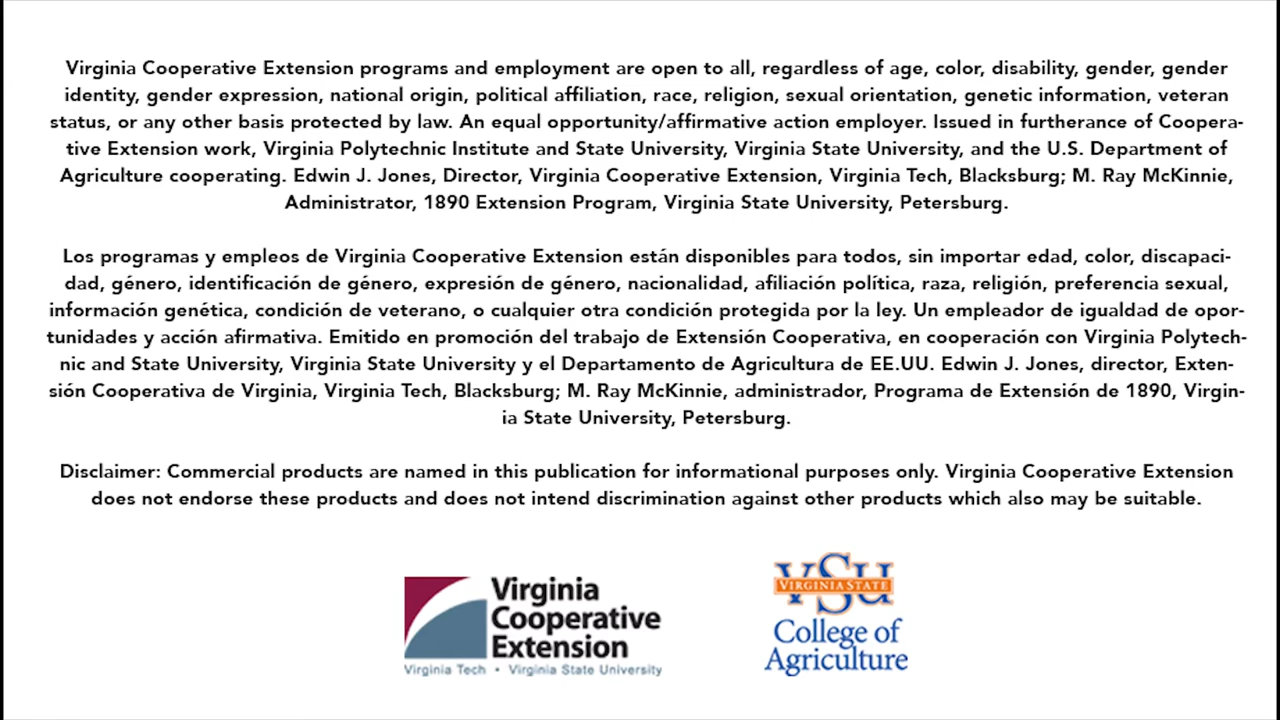 Virginia Cooperative Extension programs and employment are open to all, regardless of age, color, disability, gender, gender
identity, gender expression, national origin, political affiliation, race, religion, sexual orientation, genetic information, veteran
status, or any other basis protected by law. An equal opportunity/affirmative action employer. Issued in furtherance of Coopera-
tive Extension work, Virginia Polytechnic Institute and State University, Virginia State University, and the U.S. Department of
Agriculture cooperating. Edwin J. Jones, Director, Virginia Cooperative Extension, Virginia Tech, Blacksburg; M. Ray McKinnie,
Administrator, 1890 Extension Program, Virginia State University, Petersburg.
Los programas y empleos de Virginia Cooperative Extension están disponibles para todos, sin importar edad, color, discapaci-
dad, género, identificación de género, expresión de género, nacionalidad, afiliación política, raza, religión, preferencia sexual,
información genética, condición de veterano, o cualquier otra condición protegida por la ley. Un empleador de igualdad de opor-
tunidades y acción afirmativa. Emitido en promoción del trabajo de Extensión Cooperativa, en cooperación con Virginia Polytech-
nic and State University, Virginia State University y el Departamento de Agricultura de EE.UU. Edwin J. Jones, director, Exten-
sión Cooperativa de Virginia, Virginia Tech, Blacksburg; M. Ray McKinnie, administrador, Programa de Extensión de 1890, Virgin-
ia State University, Petersburg.
Disclaimer: Commercial products are named in this publication for informational purposes only. Virginia Cooperative Extension
does not endorse these products and does not intend discrimination against other products which also may be suitable.
Virginia
Cooperative
Extension
Virginia Tech • Virginia State University
VSU
VIRGINIA STATE
College of
Agriculture